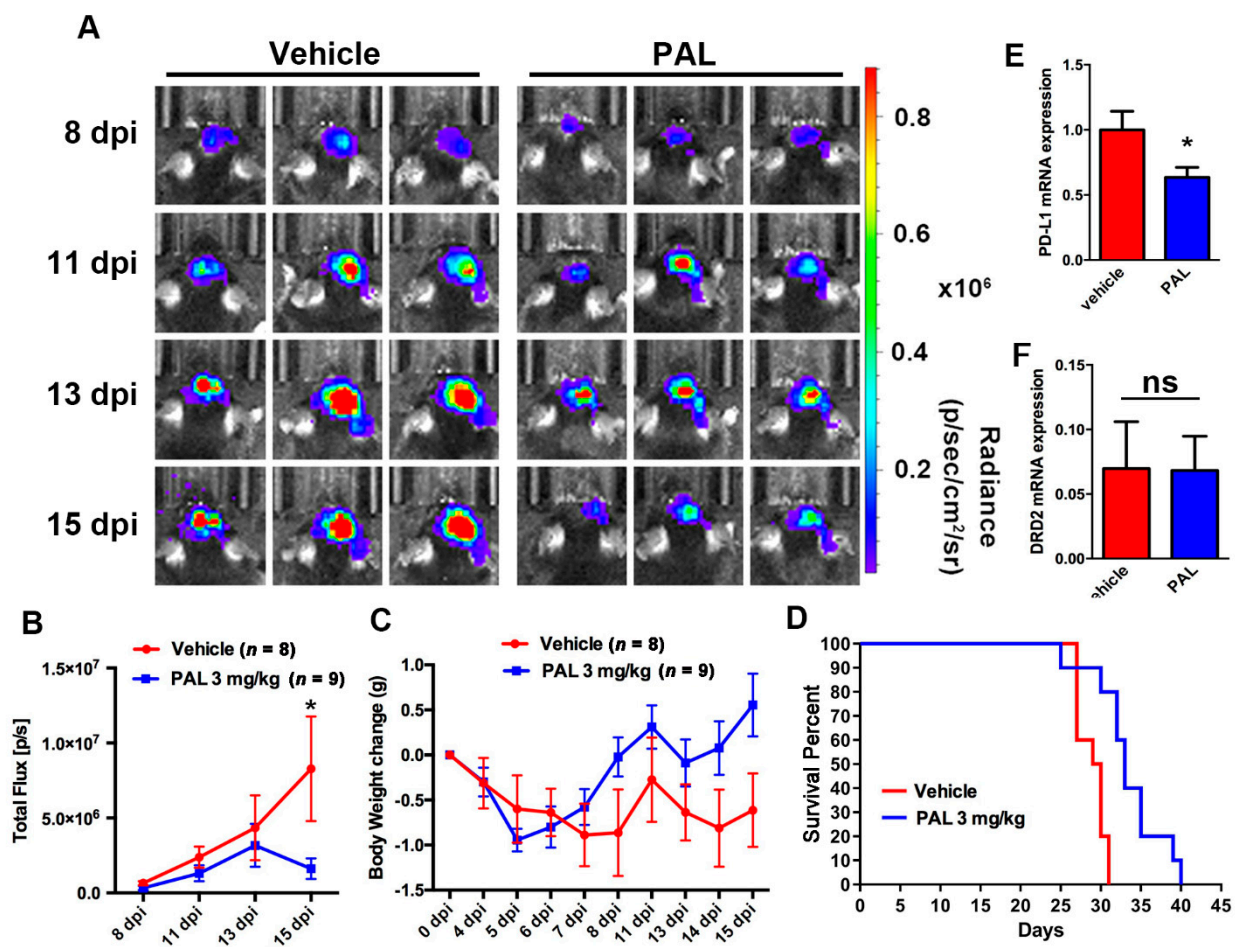 A
Vehicle
PAL
8 dpi
11 dpi
13 dpi
15 dpi
0.8
0.6
0.4
0.2
x10⁶
Radiance
(p/sec/cm²/sr)
E
PD-L1 mRNA expression
1.5
1.0
0.5
0.0
*
vehicle
PAL
F
DRD2 mRNA expression
0.15
0.10
0.05
0.00
ns
PAL
B
Vehicle (n = 8)
PAL 3 mg/kg (n = 9)
Total Flux [p/s]
1.5×10⁷
1.0×10⁷
5.0×10⁶
0.0
*
8 dpi
11 dpi
13 dpi
15 dpi
C
Vehicle (n = 8)
PAL 3 mg/kg (n = 9)
Body Weight change (g)
1.0
0.5
0.0
-0.5
-1.0
-1.5
0 dpi
4 dpi
5 dpi
6 dpi
7 dpi
8 dpi
11 dpi
13 dpi
14 dpi
15 dpi
D
Survival Percent
100
90
80
70
60
50
40
30
20
10
0
Vehicle
PAL 3 mg/kg
0 5 10 15 20 25 30 35 40 45
Days